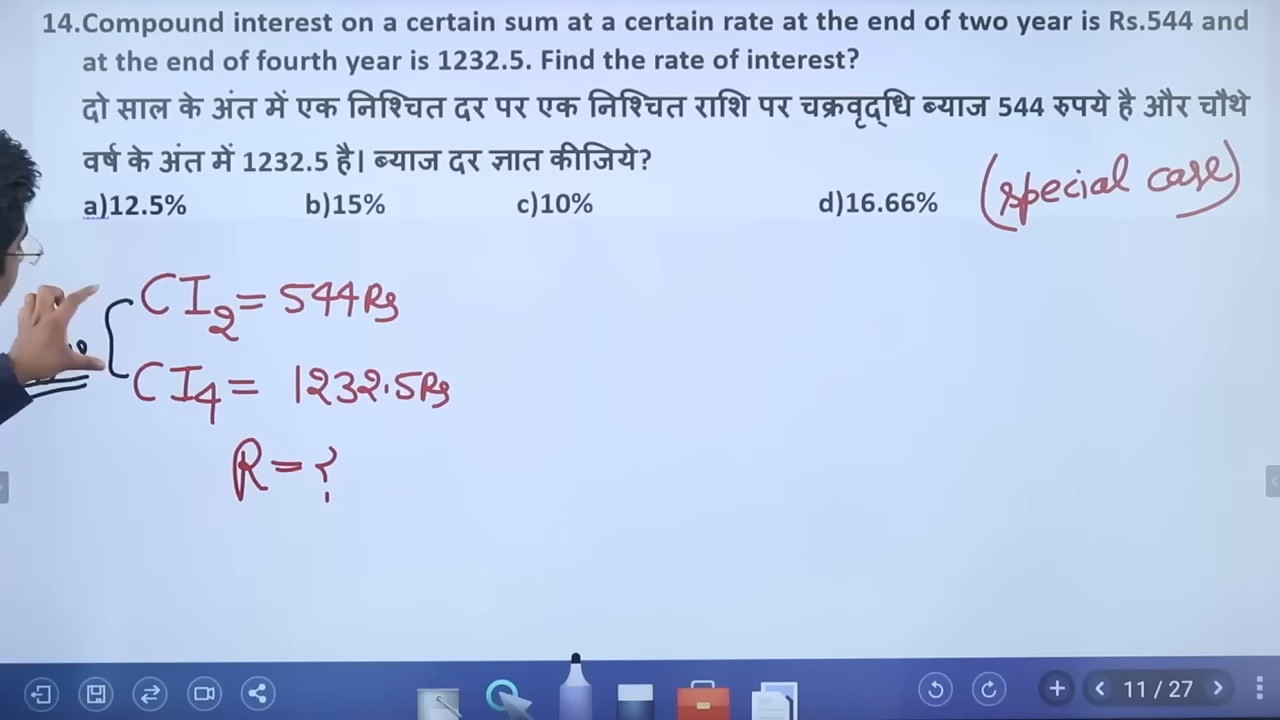 14.Compound interest on a certain sum at a certain rate at the end of two year is Rs.544 and
at the end of fourth year is 1232.5. Find the rate of interest?
दो साल के अंत में एक निश्चित दर पर एक निश्चित राशि पर चक्रवृद्धि ब्याज 544 रुपये है और चौथे
वर्ष के अंत में 1232.5 है। ब्याज दर ज्ञात कीजिये?
a)12.5% b)15% c)10% d)16.66%
(special case)
CI2 = 544Rs
CI4 = 1232.5Rs
R = ?
11 / 27